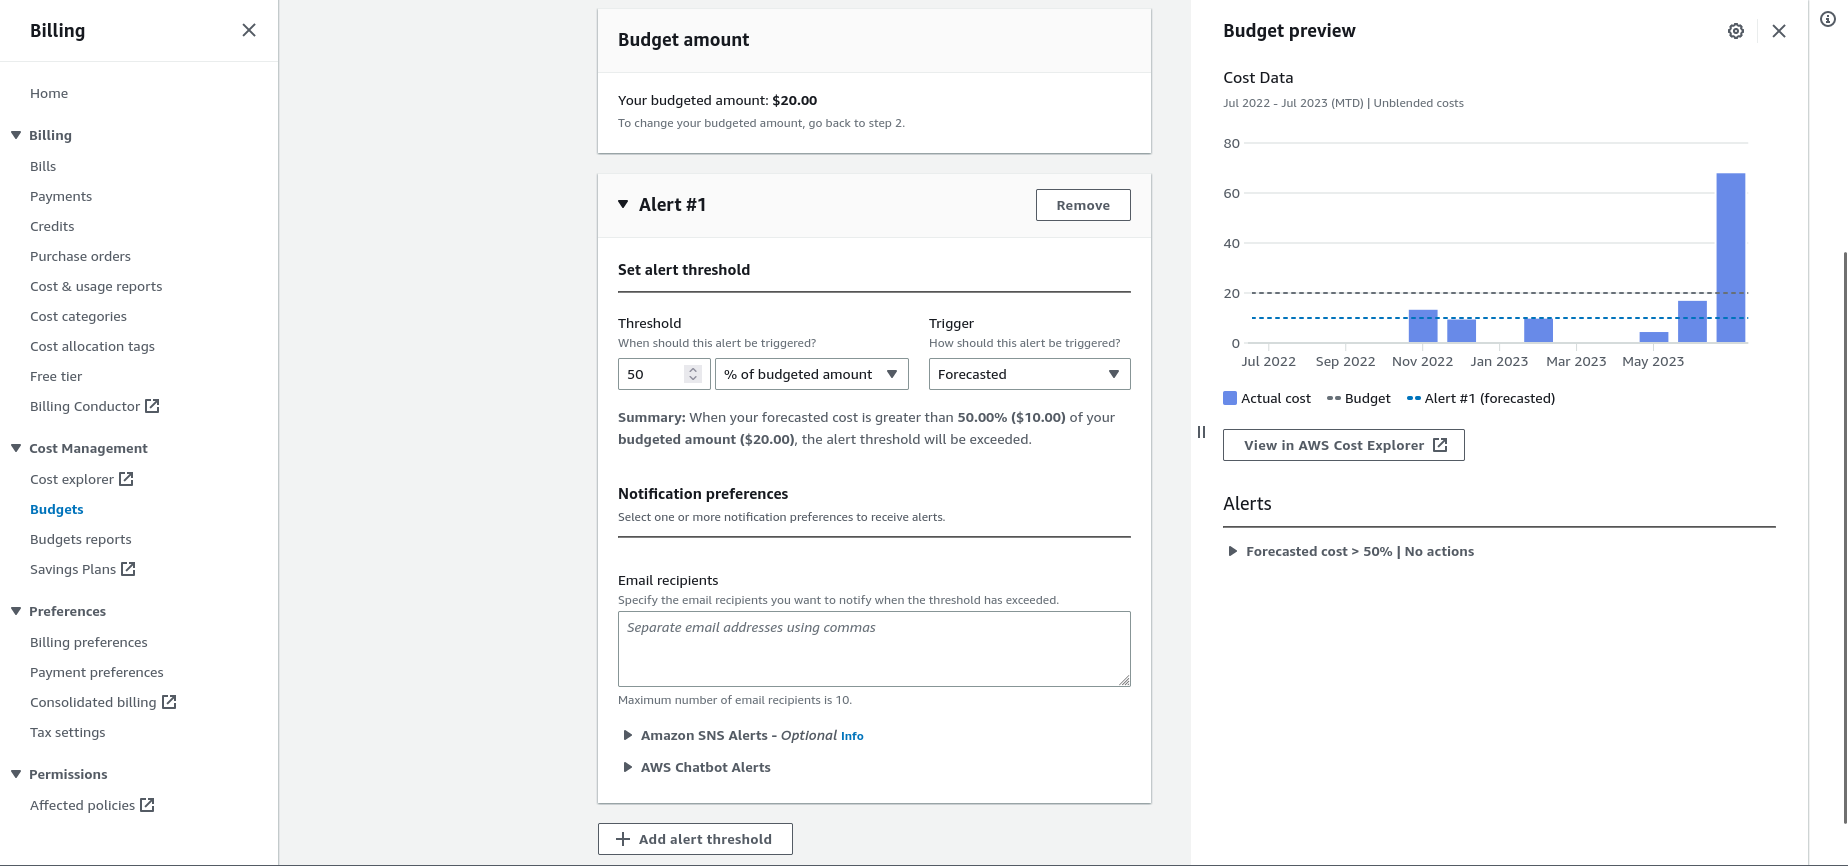 Billing
Home
Billing
Bills
Payments
Credits
Purchase orders
Cost & usage reports
Cost categories
Cost allocation tags
Free tier
Billing Conductor
Cost Management
Cost explorer
Budgets
Budgets reports
Savings Plans
Preferences
Billing preferences
Payment preferences
Consolidated billing
Tax settings
Permissions
Affected policies
Budget amount
Your budgeted amount: $20.00
To change your budgeted amount, go back to step 2.
Alert #1
Remove
Set alert threshold
Threshold
When should this alert be triggered?
50
% of budgeted amount
Trigger
How should this alert be triggered?
Forecasted
Summary: When your forecasted cost is greater than 50.00% ($10.00) of your
budgeted amount ($20.00), the alert threshold will be exceeded.
Notification preferences
Select one or more notification preferences to receive alerts.
Email recipients
Specify the email recipients you want to notify when the threshold has exceeded.
Separate email addresses using commas
Maximum number of email recipients is 10.
Amazon SNS Alerts - Optional Info
AWS Chatbot Alerts
Add alert threshold
Budget preview
Cost Data
Jul 2022 - Jul 2023 (MTD) | Unblended costs
80
60
40
20
0
Jul 2022 Sep 2022 Nov 2022 Jan 2023 Mar 2023 May 2023
Actual cost Budget Alert #1 (forecasted)
View in AWS Cost Explorer
Alerts
Forecasted cost > 50% | No actions